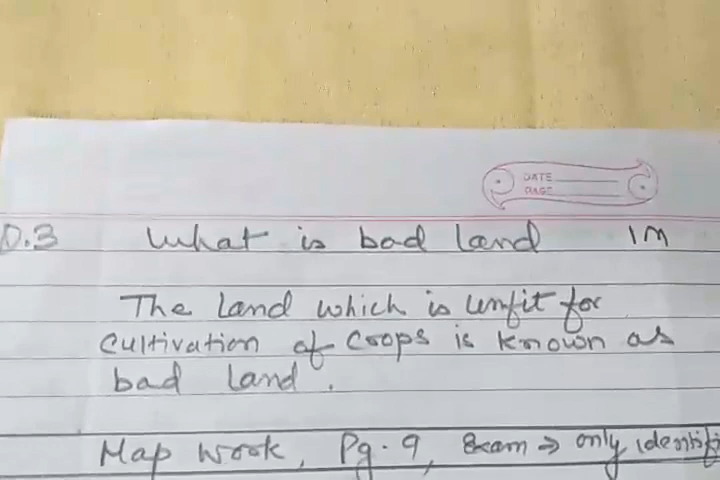 DATE
PAGE
Q.3 What is bad land 1M
The Land which is unfit for
Cultivation of Crops is known as
bad Land.
Map work, Pg. 9, Exam ⇒ only identifi